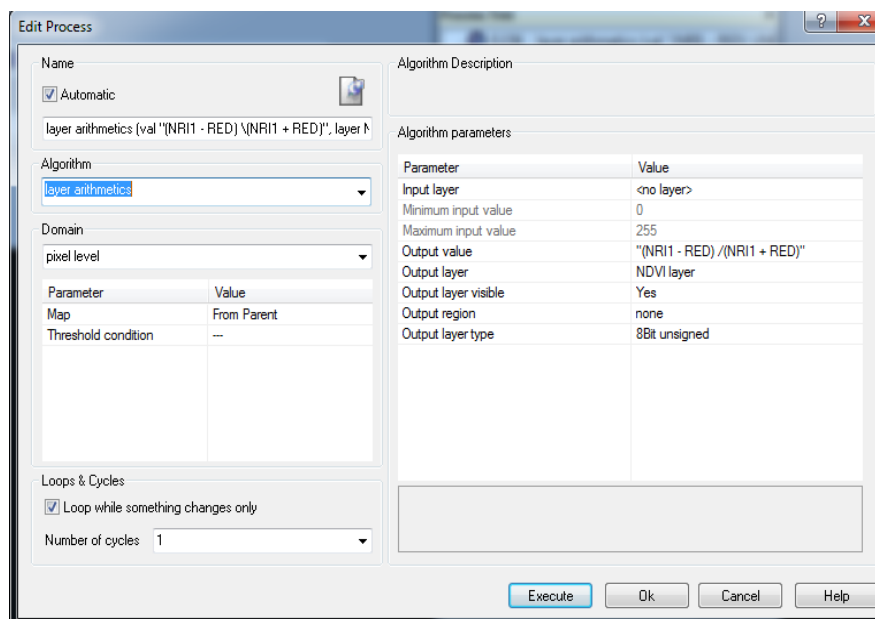 Edit Process
?
x
Name
Automatic
layer arithmetics (val "(NRI1 - RED) \(NRI1 + RED)", layer N
Algorithm
layer arithmetics
Domain
pixel level
Parameter Value
Map From Parent
Threshold condition ---
Loops & Cycles
Loop while something changes only
Number of cycles 1
Algorithm Description
Algorithm parameters
Parameter Value
Input layer <no layer>
Minimum input value 0
Maximum input value 255
Output value "(NRI1 - RED) /(NRI1 + RED)"
Output layer NDVI layer
Output layer visible Yes
Output region none
Output layer type 8Bit unsigned
Execute Ok Cancel Help